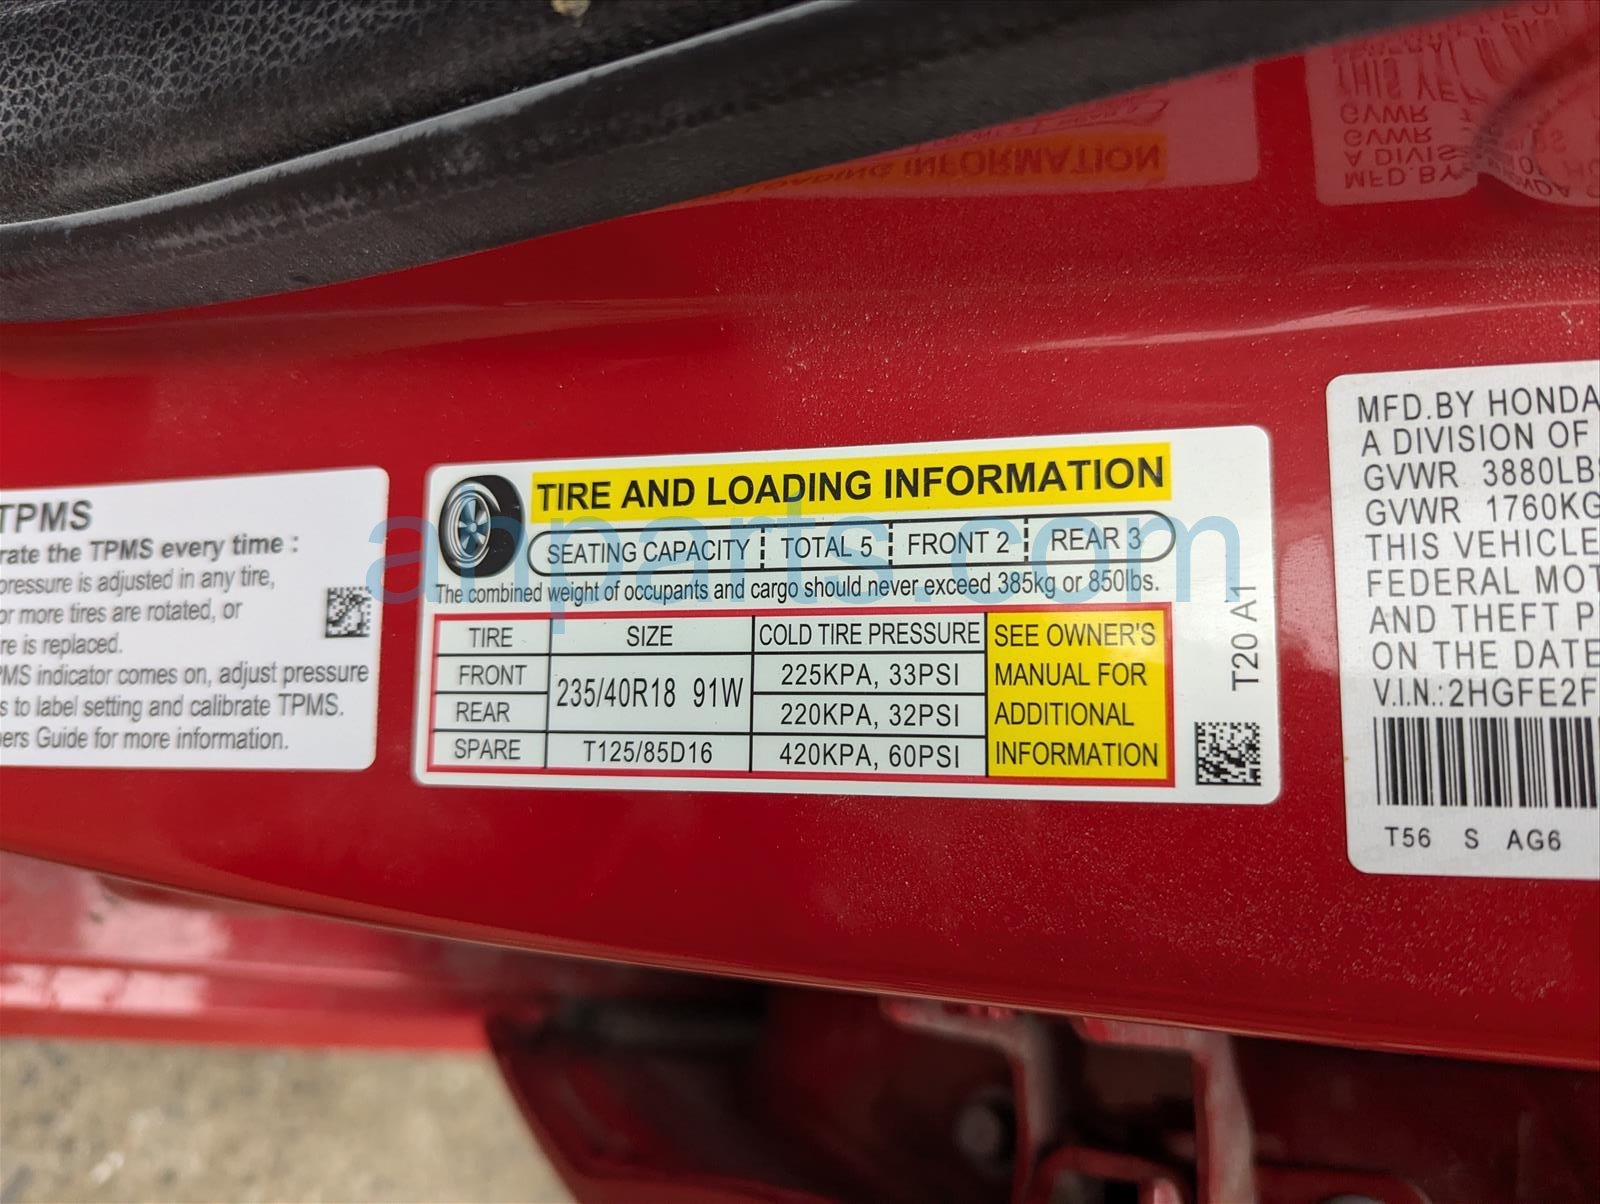 TPMS
rate the TPMS every time :
pressure is adjusted in any tire,
or more tires are rotated, or
re is replaced.
PMS indicator comes on, adjust pressure
s to label setting and calibrate TPMS.
ers Guide for more information.
TIRE AND LOADING INFORMATION
SEATING CAPACITY TOTAL 5 FRONT 2 REAR 3
The combined weight of occupants and cargo should never exceed 385kg or 850lbs.
TIRE SIZE COLD TIRE PRESSURE SEE OWNER'S
FRONT 235/40R18 91W 225KPA, 33PSI MANUAL FOR
REAR 220KPA, 32PSI ADDITIONAL
SPARE T125/85D16 420KPA, 60PSI INFORMATION
T20 A1
MFD.BY HONDA
A DIVISION OF
GVWR 3880LBS
GVWR 1760KG
THIS VEHICLE
FEDERAL MOT
AND THEFT P
ON THE DATE
V.I.N.:2HGFE2F
T56 S AG6
anparts.com